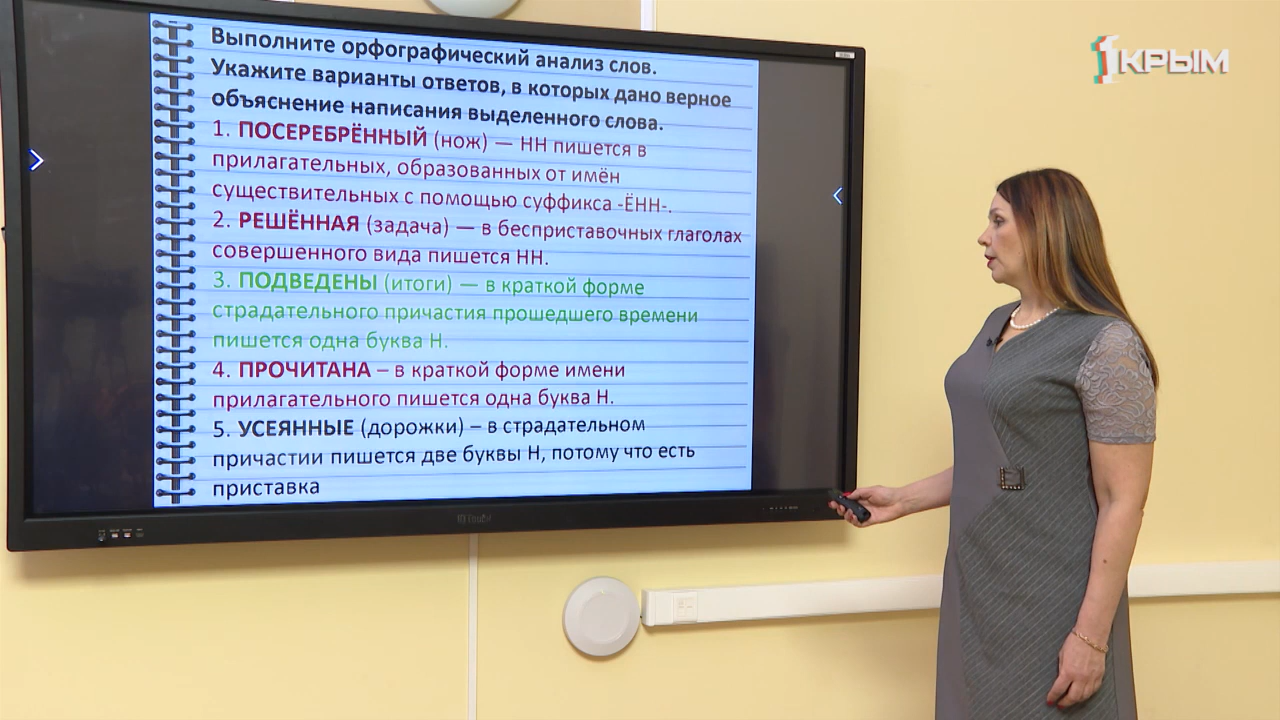 Выполните орфографический анализ слов.
Укажите варианты ответов, в которых дано верное
объяснение написания выделенного слова.
1. ПОСЕРЕБРЁННЫЙ (нож) — НН пишется в
прилагательных, образованных от имён
существительных с помощью суффикса -ЁНН-.
2. РЕШЁННАЯ (задача) — в бесприставочных глаголах
совершенного вида пишется НН.
3. ПОДВЕДЕНЫ (итоги) — в краткой форме
страдательного причастия прошедшего времени
пишется одна буква Н.
4. ПРОЧИТАНА – в краткой форме имени
прилагательного пишется одна буква Н.
5. УСЕЯННЫЕ (дорожки) – в страдательном
причастии пишется две буквы Н, потому что есть
приставка
1 КРЫМ